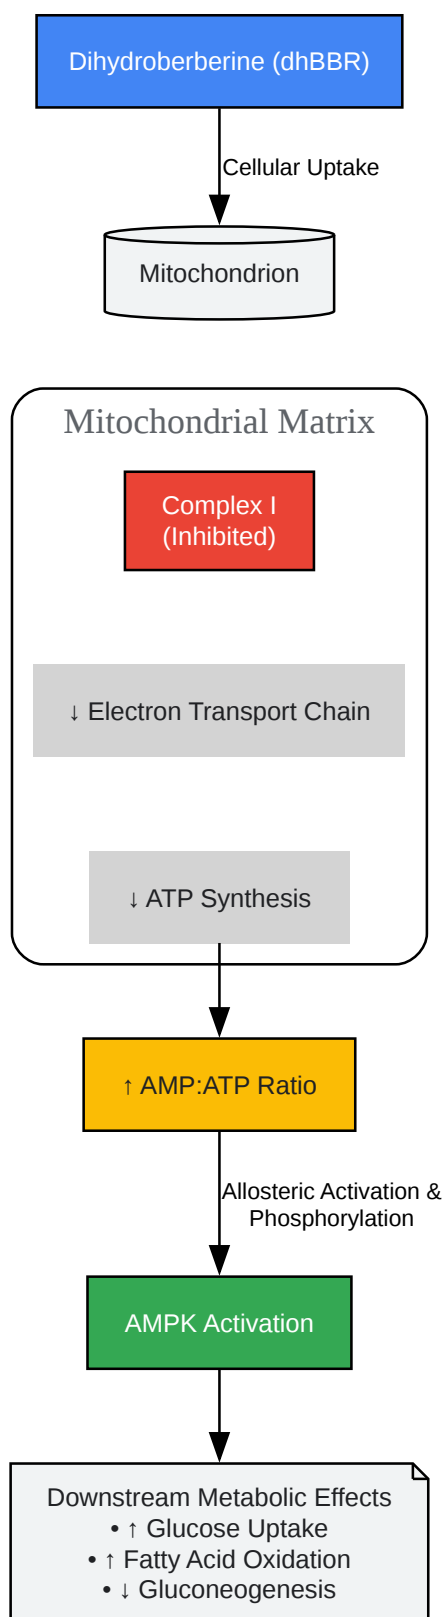 Dihydroberberine (dhBBR)
Cellular Uptake
Mitochondrion
Mitochondrial Matrix
Complex I
(Inhibited)
↓ Electron Transport Chain
↓ ATP Synthesis
↑ AMP:ATP Ratio
Allosteric Activation &
Phosphorylation
AMPK Activation
Downstream Metabolic Effects
• ↑ Glucose Uptake
• ↑ Fatty Acid Oxidation
• ↓ Gluconeogenesis